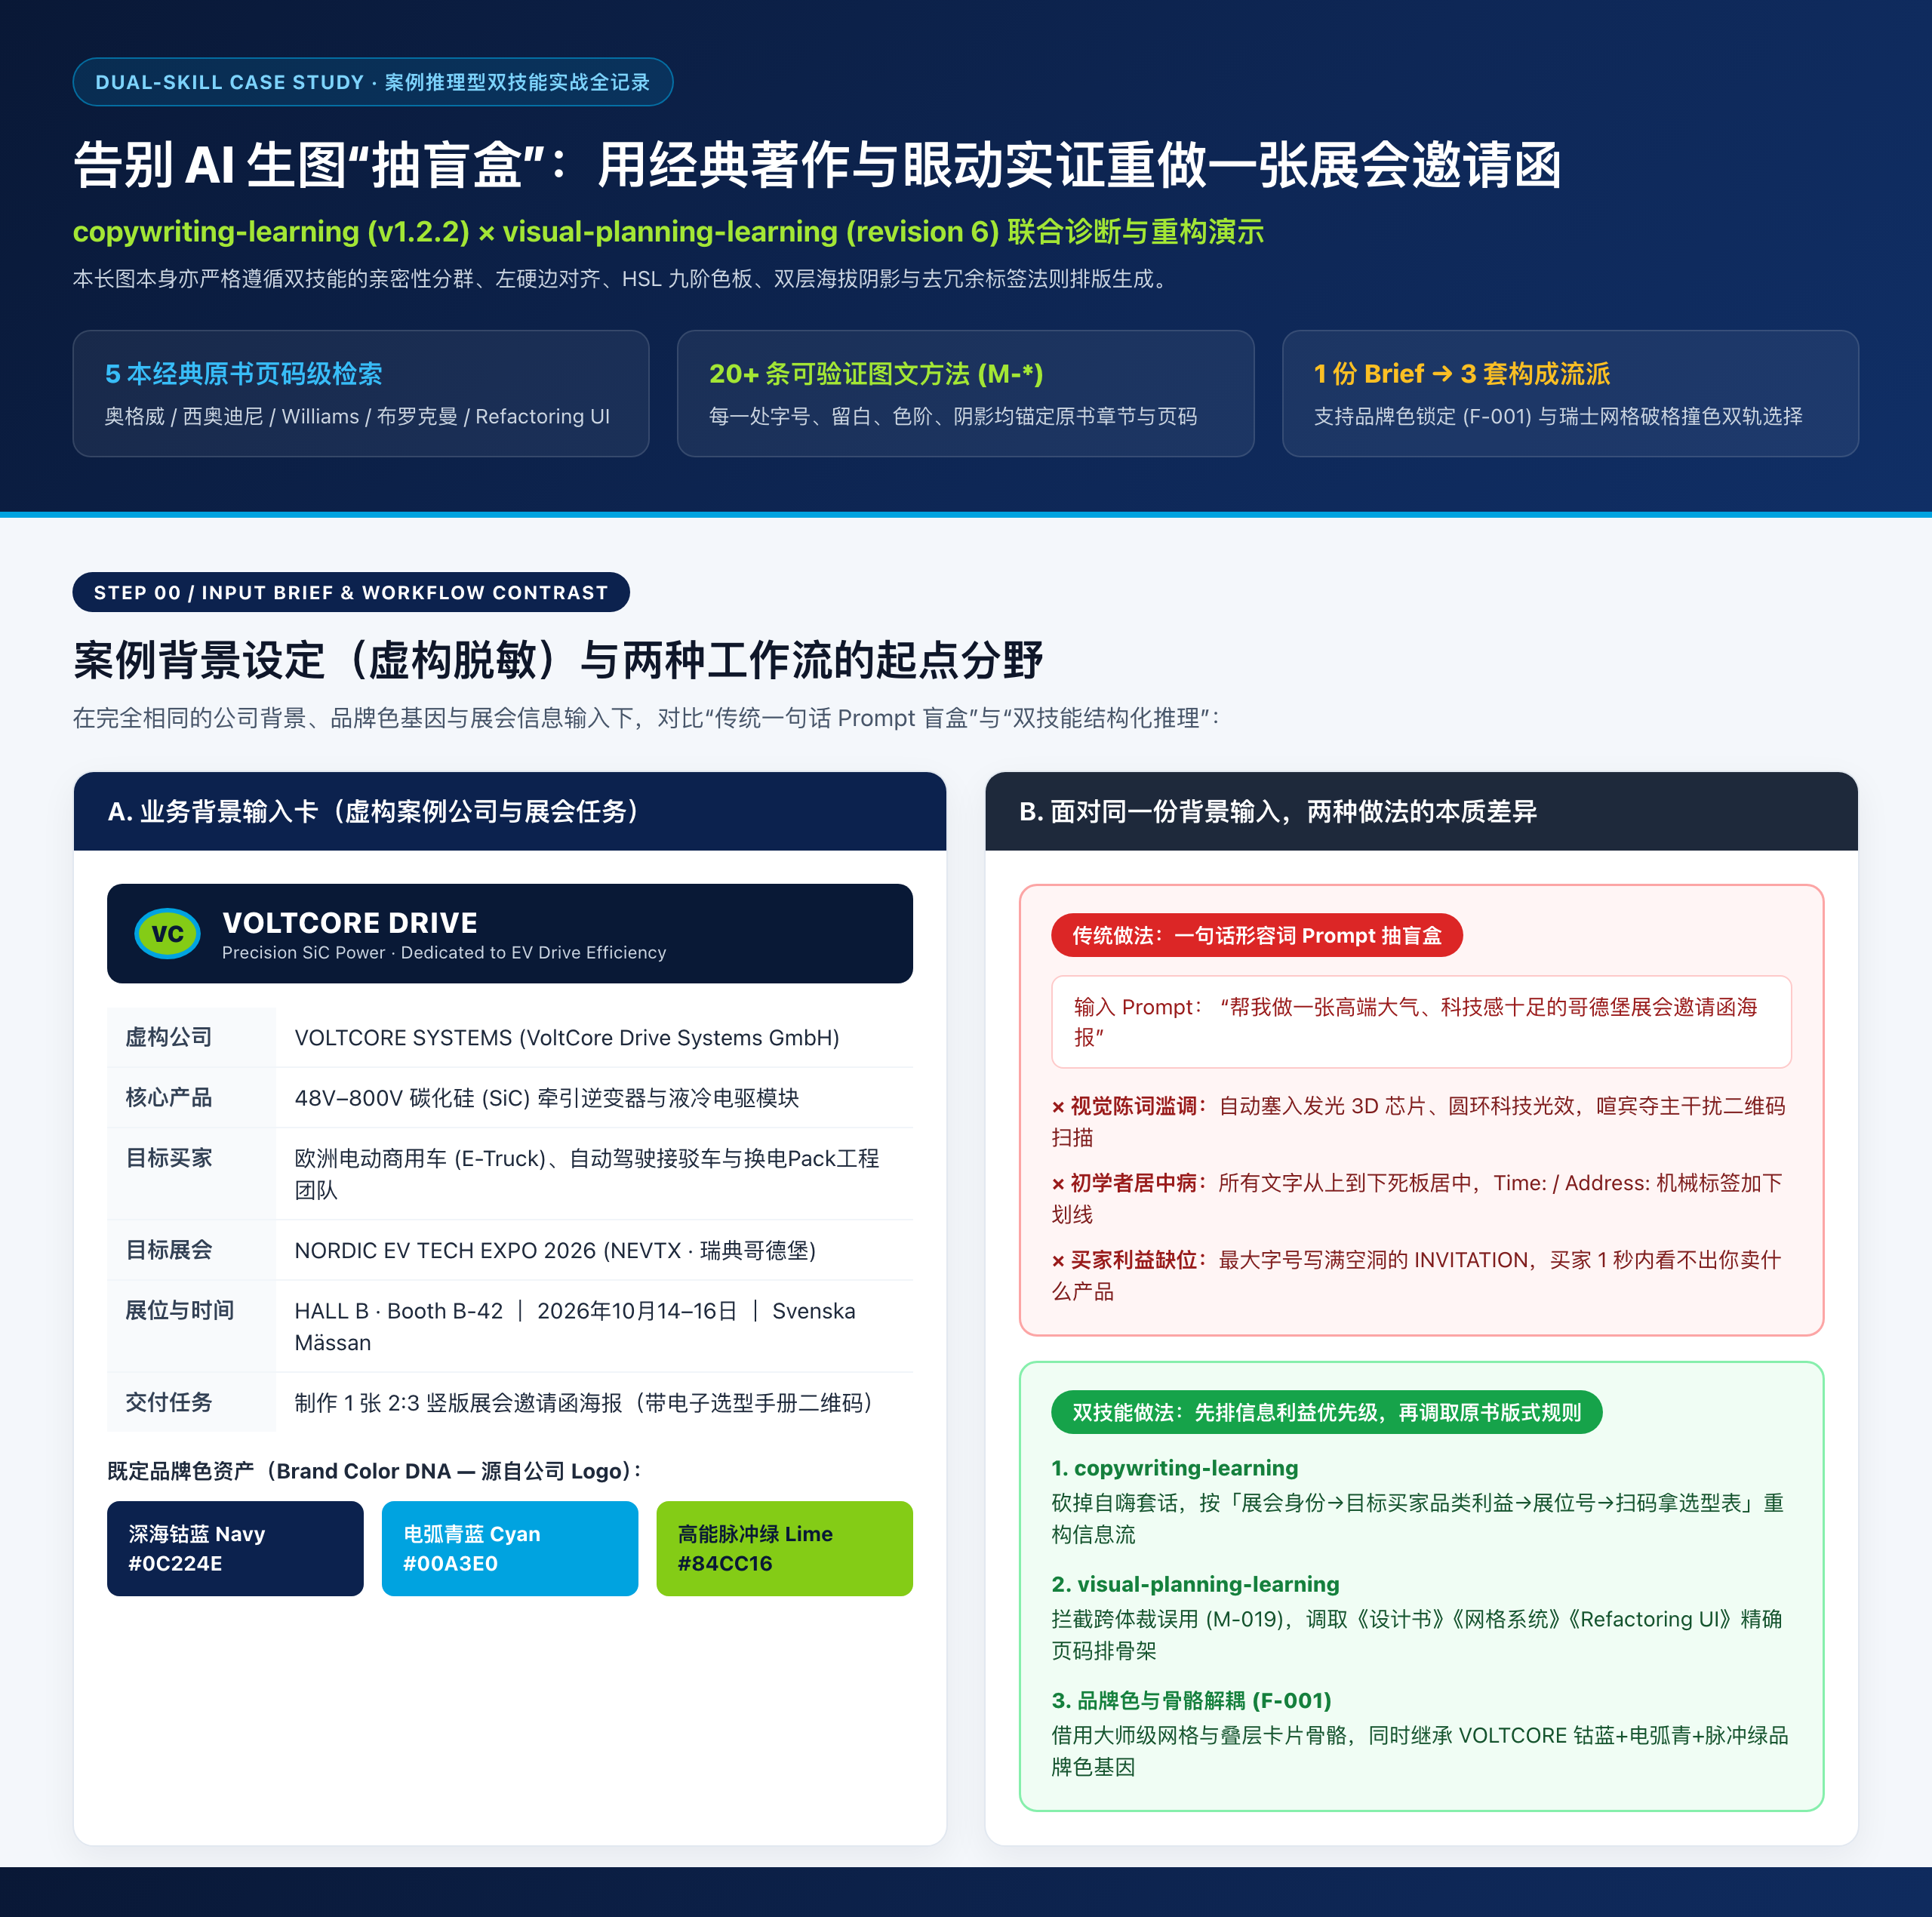 DUAL-SKILL CASE STUDY · 案例推理型双技能实战全记录
告别 AI 生图“抽盲盒”：用经典著作与眼动实证重做一张展会邀请函
copywriting-learning (v1.2.2) × visual-planning-learning (revision 6) 联合诊断与重构演示
本长图本身亦严格遵循双技能的亲密性分群、左硬边对齐、HSL 九阶色板、双层海拔阴影与去冗余标签法则排版生成。
5 本经典原书页码级检索
奥格威 / 西奥迪尼 / Williams / 布罗克曼 / Refactoring UI
20+ 条可验证图文方法 (M-*)
每一处字号、留白、色阶、阴影均锚定原书章节与页码
1 份 Brief → 3 套构成流派
支持品牌色锁定 (F-001) 与瑞士网格破格撞色双轨选择
STEP 00 / INPUT BRIEF & WORKFLOW CONTRAST
案例背景设定（虚构脱敏）与两种工作流的起点分野
在完全相同的公司背景、品牌色基因与展会信息输入下，对比“传统一句话 Prompt 盲盒”与“双技能结构化推理”：
A. 业务背景输入卡（虚构案例公司与展会任务）
VC
VOLTCORE DRIVE
Precision SiC Power · Dedicated to EV Drive Efficiency
虚构公司
VOLTCORE SYSTEMS (VoltCore Drive Systems GmbH)
核心产品
48V–800V 碳化硅 (SiC) 牵引逆变器与液冷电驱模块
目标买家
欧洲电动商用车 (E-Truck)、自动驾驶接驳车与换电Pack工程
团队
目标展会
NORDIC EV TECH EXPO 2026 (NEVTX · 瑞典哥德堡)
展位与时间
HALL B · Booth B-42 ｜ 2026年10月14–16日 ｜ Svenska
Mässan
交付任务
制作 1 张 2:3 竖版展会邀请函海报（带电子选型手册二维码）
既定品牌色资产（Brand Color DNA — 源自公司 Logo）：
深海钴蓝 Navy
#0C224E
电弧青蓝 Cyan
#00A3E0
高能脉冲绿 Lime
#84CC16
B. 面对同一份背景输入，两种做法的本质差异
传统做法：一句话形容词 Prompt 抽盲盒
输入 Prompt： “帮我做一张高端大气、科技感十足的哥德堡展会邀请函海
报”
× 视觉陈词滥调：自动塞入发光 3D 芯片、圆环科技光效，喧宾夺主干扰二维码
扫描
× 初学者居中病：所有文字从上到下死板居中，Time: / Address: 机械标签加下
划线
× 买家利益缺位：最大字号写满空洞的 INVITATION，买家 1 秒内看不出你卖什
么产品
双技能做法：先排信息利益优先级，再调取原书版式规则
1. copywriting-learning
砍掉自嗨套话，按「展会身份→目标买家品类利益→展位号→扫码拿选型表」重
构信息流
2. visual-planning-learning
拦截跨体裁误用 (M-019)，调取《设计书》《网格系统》《Refactoring UI》精确
页码排骨架
3. 品牌色与骨骼解耦 (F-001)
借用大师级网格与叠层卡片骨骼，同时继承 VOLTCORE 钴蓝+电弧青+脉冲绿品
牌色基因